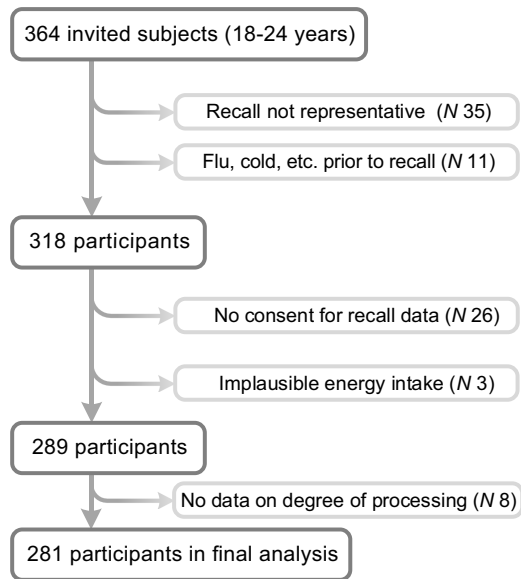 364 invited subjects (18-24 years)
Recall not representative (N 35)
Flu, cold, etc. prior to recall (N 11)
318 participants
No consent for recall data (N 26)
Implausible energy intake (N 3)
289 participants
No data on degree of processing (N 8)
281 participants in final analysis